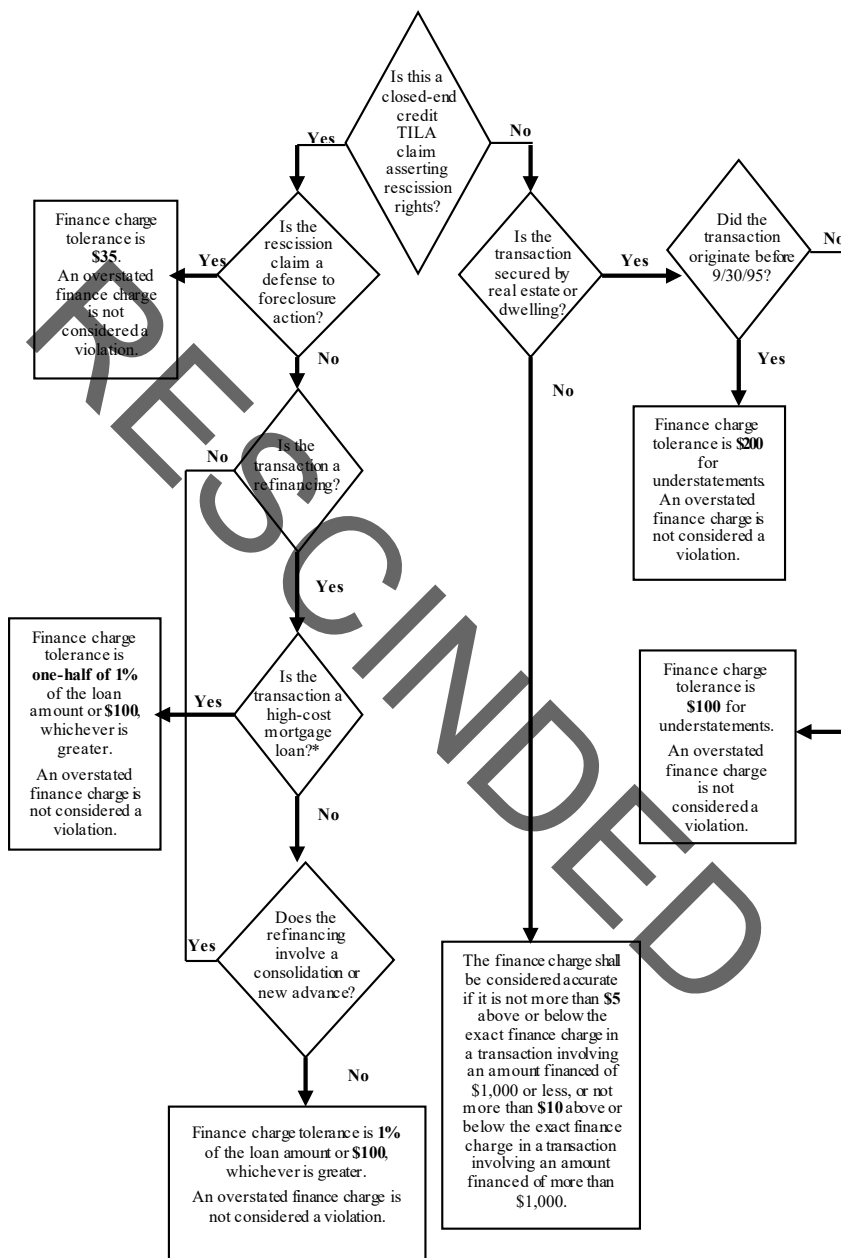 Is this a
closed-end
credit
TILA
claim
asserting
rescission
rights?
Yes
No
Is the
rescission
claim a
defense to
foreclosure
action?
Yes
Finance charge
tolerance is
$35.
An overstated
finance charge
is not
considered a
violation.
No
Is the
transaction a
refinancing?
No
Yes
Is the
transaction a
high-cost
mortgage
loan?*
Yes
Finance charge
tolerance is
one-half of 1%
of the loan
amount or $100,
whichever is
greater.
An overstated
finance charge is
not considered a
violation.
No
Does the
refinancing
involve a
consolidation or
new advance?
Yes
No
Finance charge tolerance is 1%
of the loan amount or $100,
whichever is greater.
An overstated finance charge is
not considered a violation.
Is the
transaction
secured by
real estate or
dwelling?
Yes
No
The finance charge shall
be considered accurate
if it is not more than $5
above or below the
exact finance charge in
a transaction involving
an amount financed of
$1,000 or less, or not
more than $10 above or
below the exact finance
charge in a transaction
involving an amount
financed of more than
$1,000.
Did the
transaction
originate before
9/30/95?
No
Yes
Finance charge
tolerance is $200
for
understatements.
An overstated
finance charge is
not considered a
violation.
Finance charge
tolerance is
$100 for
understatements.
An overstated
finance charge
is not
considered a
violation.
RESCINDED